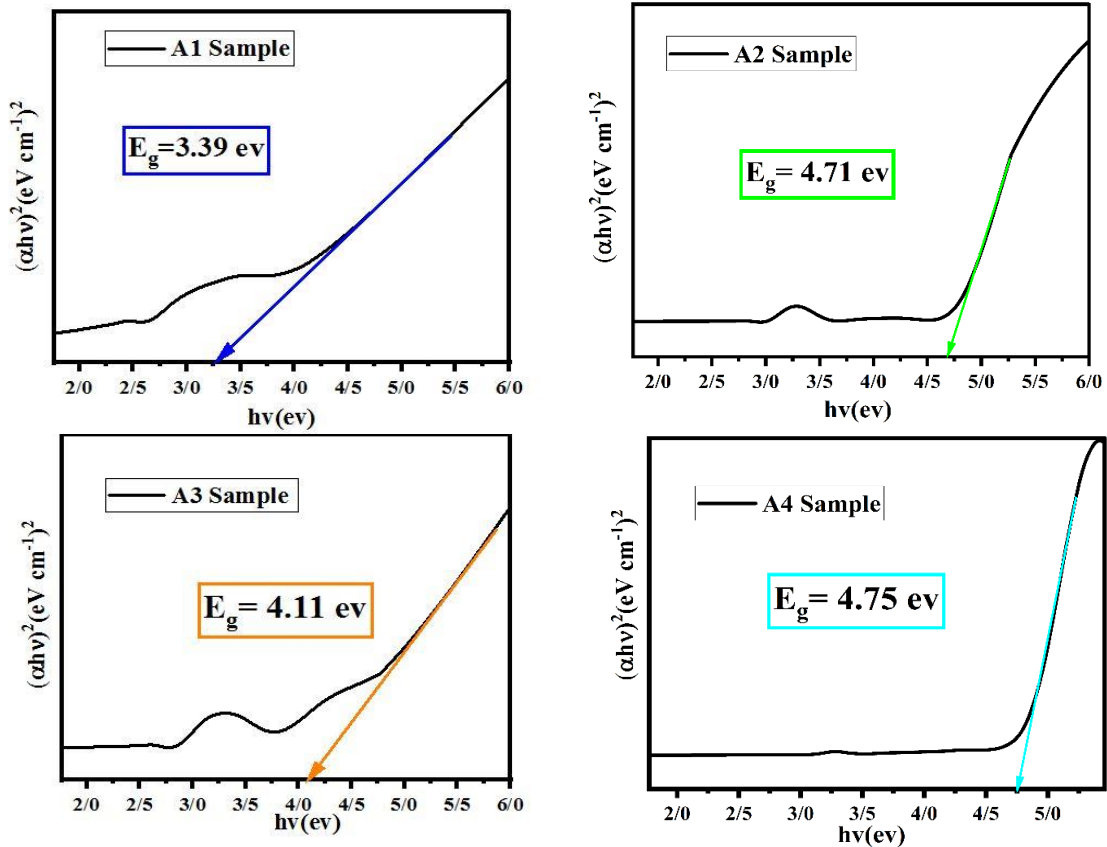 A1 Sample
E_g=3.39 ev
(αhν)²(eV cm⁻¹)²
2/0 2/5 3/0 3/5 4/0 4/5 5/0 5/5 6/0
hν(ev)
A2 Sample
E_g= 4.71 ev
(αhν)²(eV cm⁻¹)²
2/0 2/5 3/0 3/5 4/0 4/5 5/0 5/5 6/0
hν(ev)
A3 Sample
E_g= 4.11 ev
(αhν)²(eV cm⁻¹)²
2/0 2/5 3/0 3/5 4/0 4/5 5/0 5/5 6/0
hν(ev)
A4 Sample
E_g= 4.75 ev
(αhν)²(eV cm⁻¹)²
2/0 2/5 3/0 3/5 4/0 4/5 5/0
hν(ev)